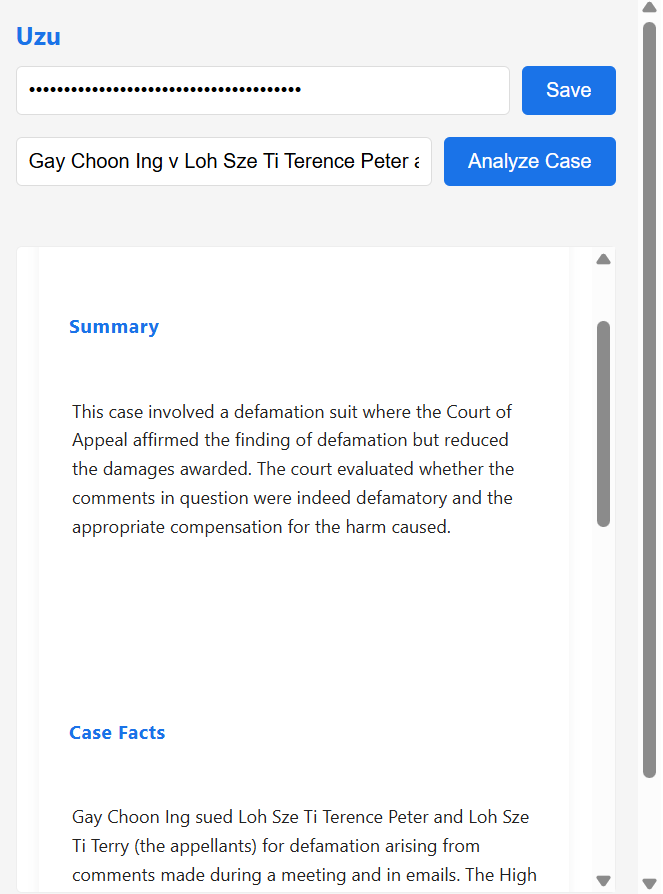 Uzu
Save
Gay Choon Ing v Loh Sze Ti Terence Peter a
Analyze Case
Summary
This case involved a defamation suit where the Court of
Appeal affirmed the finding of defamation but reduced
the damages awarded. The court evaluated whether the
comments in question were indeed defamatory and the
appropriate compensation for the harm caused.
Case Facts
Gay Choon Ing sued Loh Sze Ti Terence Peter and Loh Sze
Ti Terry (the appellants) for defamation arising from
comments made during a meeting and in emails. The High